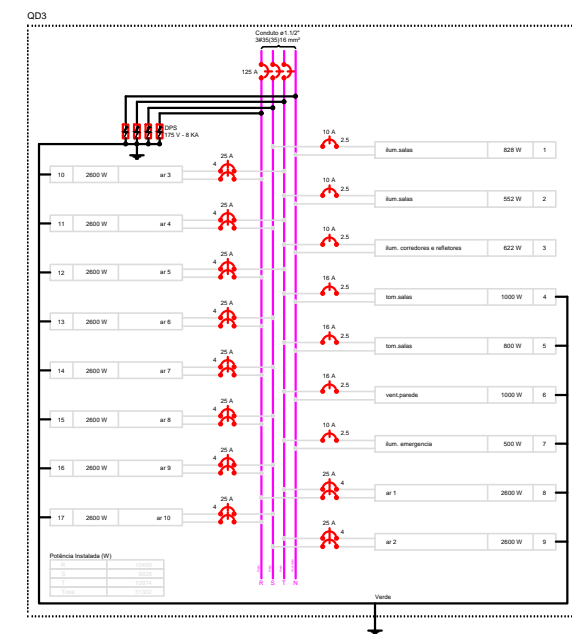 QD3
Conduto ø1.1/2"
3#35(35)16 mm²
125 A
DPS
175 V - 8 KA
10 A
2.5
ilum.salas 828 W 1
25 A
4
10 2600 W ar 3
10 A
2.5
ilum.salas 552 W 2
25 A
4
11 2600 W ar 4
10 A
2.5
ilum. corredores e refletores 622 W 3
25 A
4
12 2600 W ar 5
16 A
2.5
tom.salas 1000 W 4
25 A
4
13 2600 W ar 6
16 A
2.5
tom.salas 800 W 5
25 A
4
14 2600 W ar 7
16 A
2.5
vent.parede 1000 W 6
25 A
4
15 2600 W ar 8
10 A
2.5
ilum. emergencia 500 W 7
25 A
4
16 2600 W ar 9
25 A
4
ar 1 2600 W 8
25 A
4
17 2600 W ar 10
25 A
4
ar 2 2600 W 9
Potência Instalada (W)
R
S
T
Total
R S T N
Verde